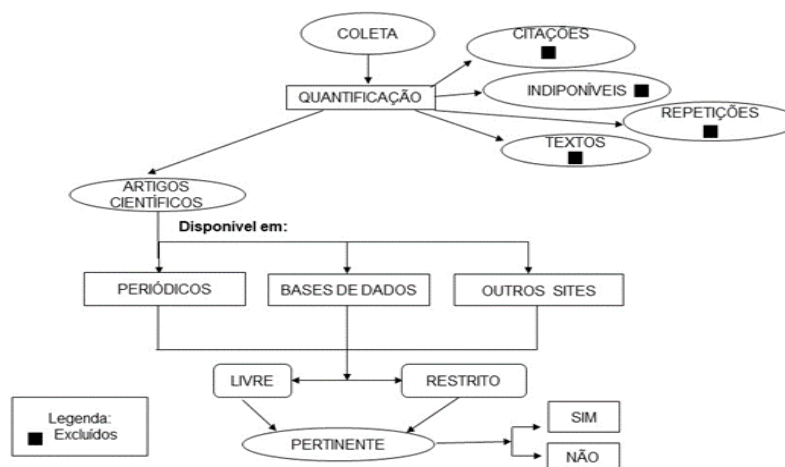 COLETA
CITAÇÕES
INDIPONÍVEIS
QUANTIFICAÇÃO
REPETIÇÕES
TEXTOS
ARTIGOS
CIENTÍFICOS
Disponível em:
PERIÓDICOS
BASES DE DADOS
OUTROS SITES
LIVRE
RESTRITO
Legenda:
Excluídos
PERTINENTE
SIM
NÃO